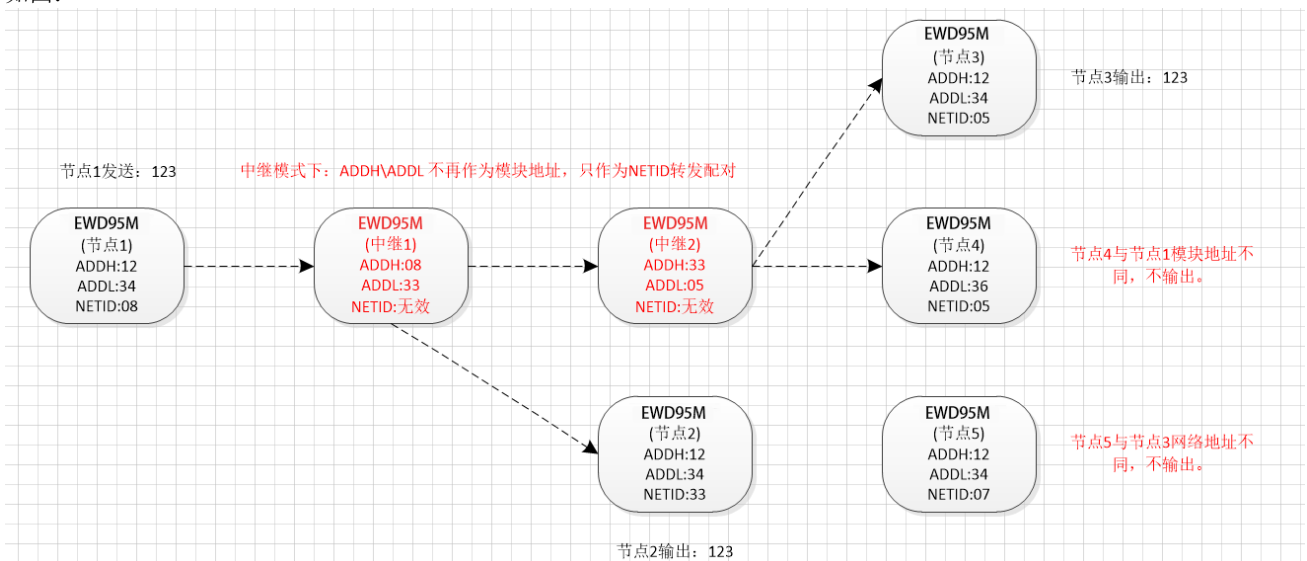 EWD95M
(节点3)
ADDH:12
ADDL:34
NETID:05
节点3输出：123
节点1发送：123
中继模式下：ADDH\ADDL 不再作为模块地址，只作为NETID转发配对
EWD95M
(节点1)
ADDH:12
ADDL:34
NETID:08
EWD95M
(中继1)
ADDH:08
ADDL:33
NETID:无效
EWD95M
(中继2)
ADDH:33
ADDL:05
NETID:无效
EWD95M
(节点4)
ADDH:12
ADDL:36
NETID:05
节点4与节点1模块地址不
同，不输出。
EWD95M
(节点2)
ADDH:12
ADDL:34
NETID:33
节点2输出：123
EWD95M
(节点5)
ADDH:12
ADDL:34
NETID:07
节点5与节点3网络地址不
同，不输出。